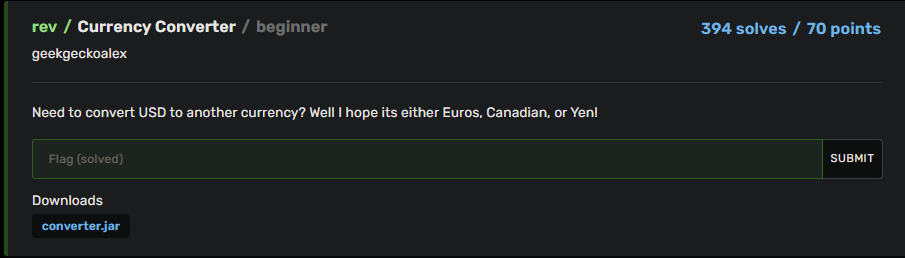 rev / Currency Converter / beginner
394 solves / 70 points
geekgeckoalex
Need to convert USD to another currency? Well I hope its either Euros, Canadian, or Yen!
Flag (solved)
SUBMIT
Downloads
converter.jar